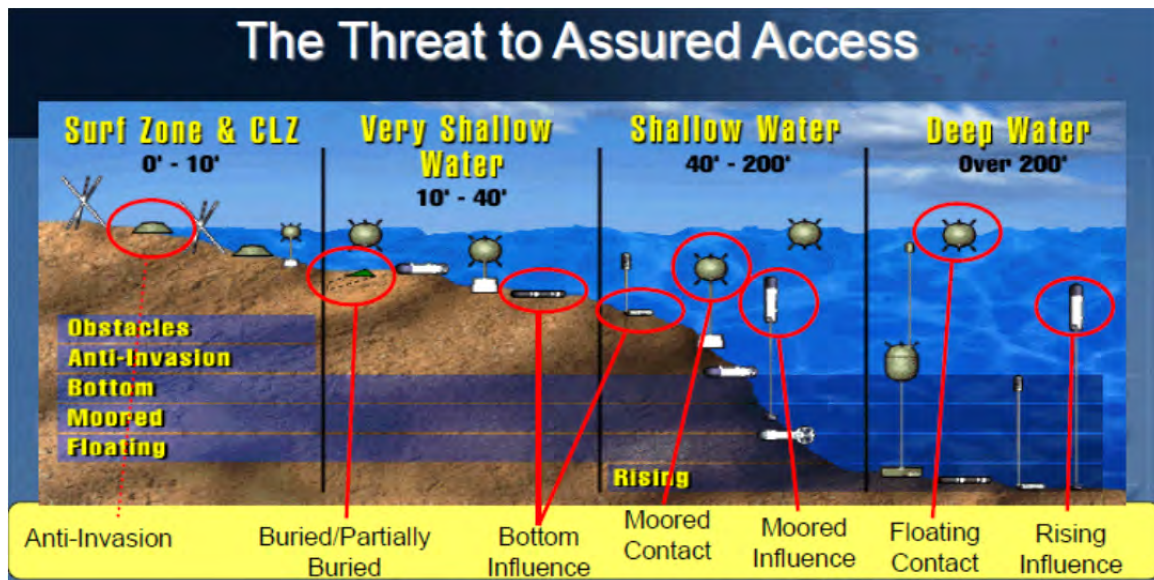 The Threat to Assured Access
Surf Zone & CLZ
0' - 10'
Very Shallow
Water
10' - 40'
Shallow Water
40' - 200'
Deep Water
Over 200'
Obstacles
Anti-Invasion
Bottom
Moored
Floating
Rising
Anti-Invasion
Buried/Partially
Buried
Bottom
Influence
Moored
Contact
Moored
Influence
Floating
Contact
Rising
Influence